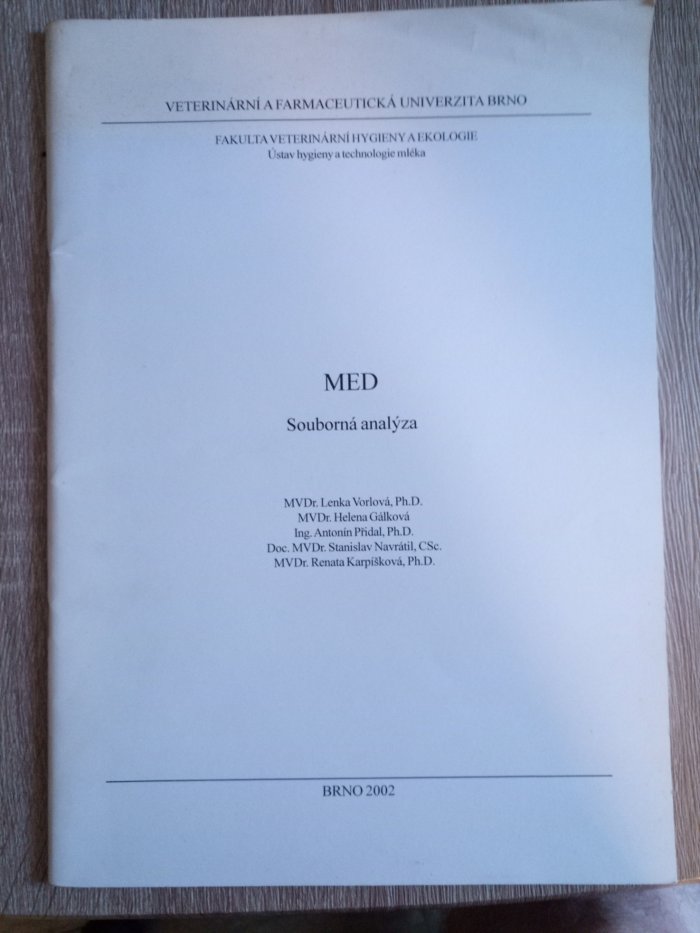 VETERINÁRNÍ A FARMACEUTICKÁ UNIVERZITA BRNO
FAKULTA VETERINÁRNÍ HYGIENY A EKOLOGIE
Ústav hygieny a technologie mléka
MED
Souborná analýza
MVDr. Lenka Vorlová, Ph.D.
MVDr. Helena Gálková
Ing. Antonín Přidal, Ph.D.
Doc. MVDr. Stanislav Navrátil, CSc.
MVDr. Renata Karpíšková, Ph.D.
BRNO 2002